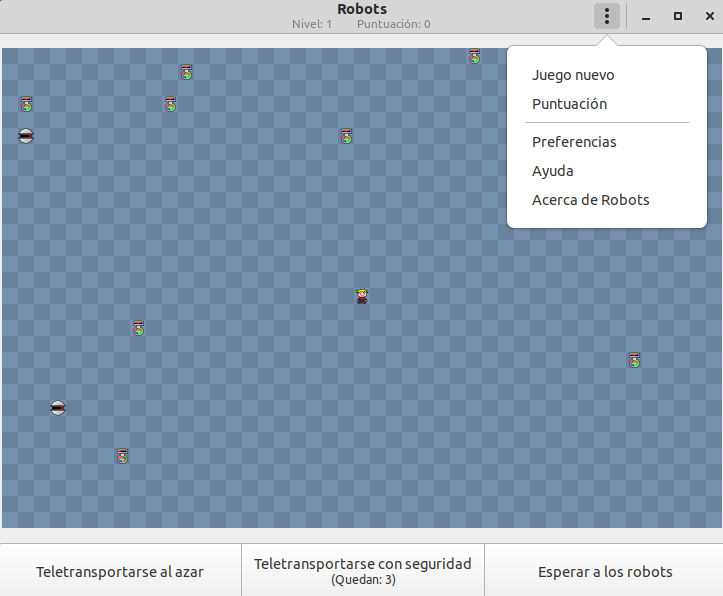 Robots
Nivel: 1 Puntuación: 0
Juego nuevo
Puntuación
Preferencias
Ayuda
Acerca de Robots
Teletransportarse al azar
Teletransportarse con seguridad
(Quedan: 3)
Esperar a los robots